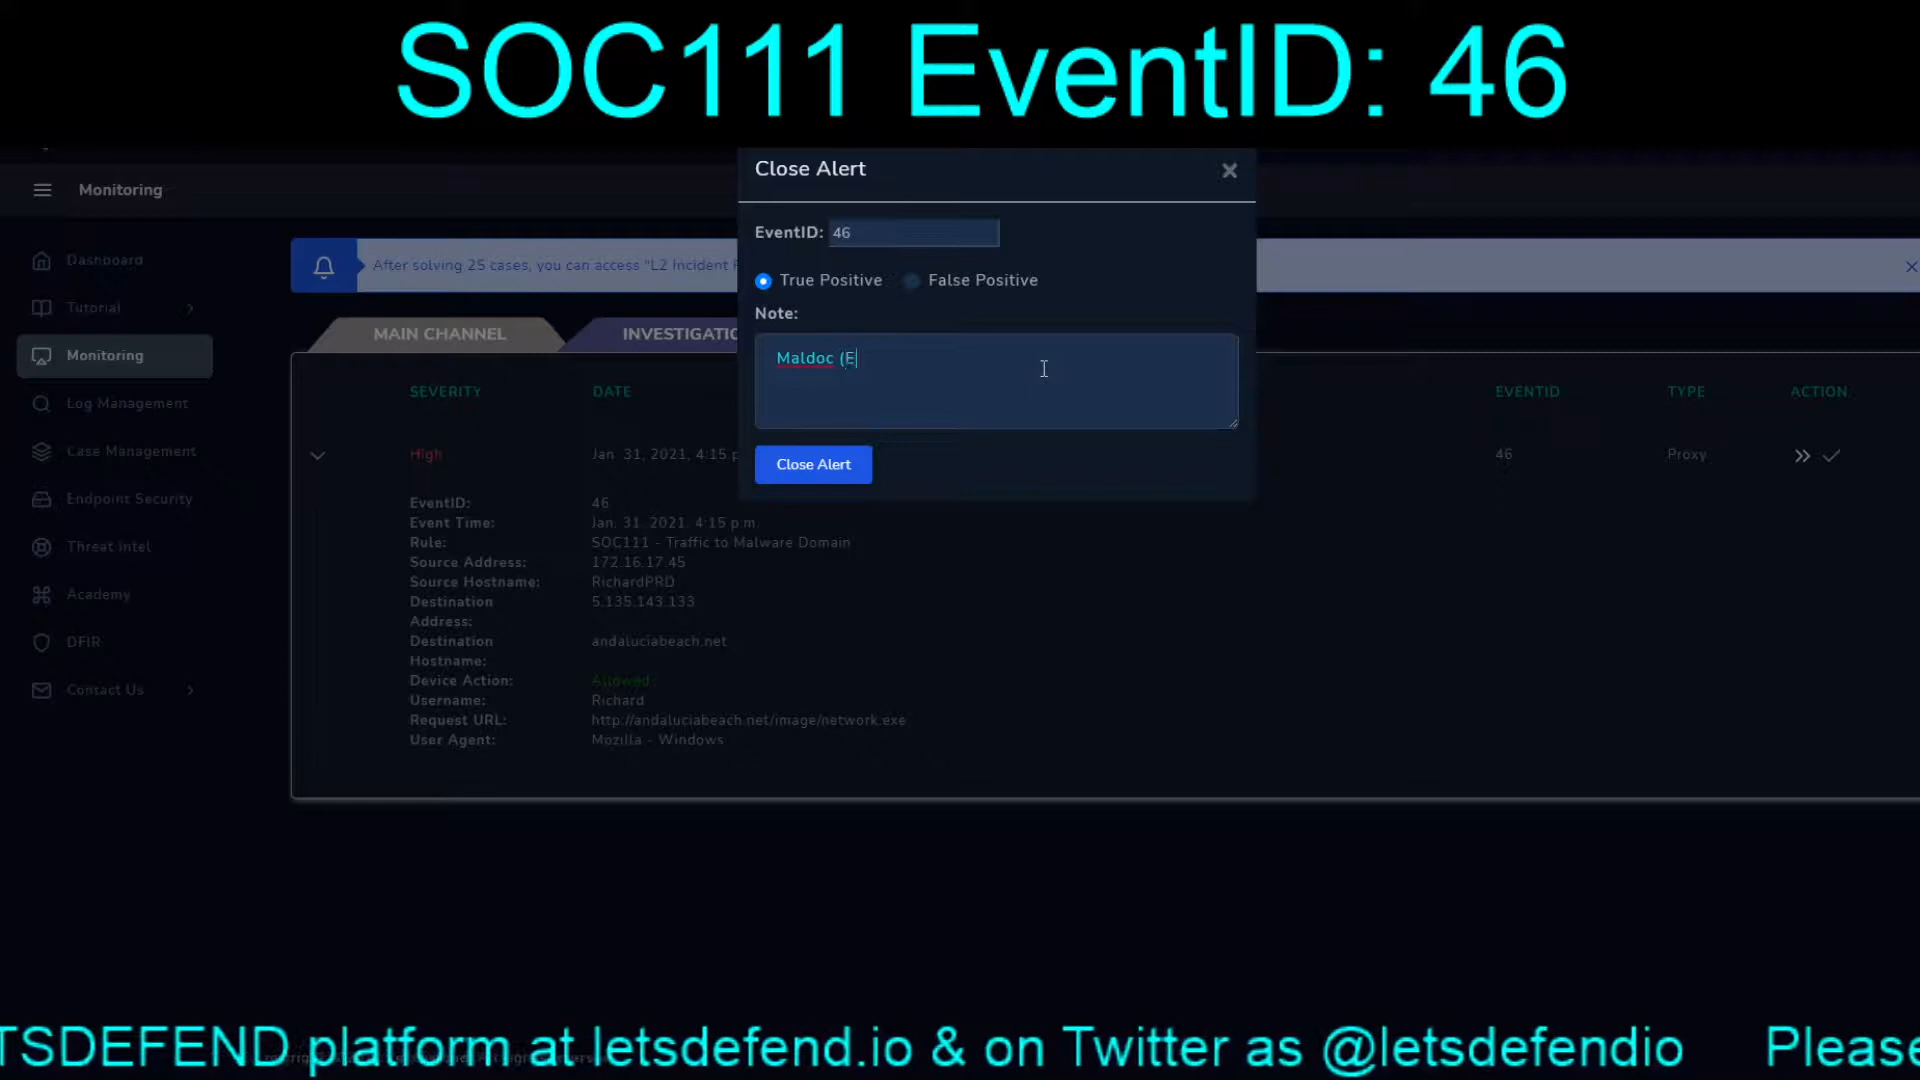 SOC111 EventID: 46
Close Alert
Monitoring
EventID: 46
After solving 25 cases, you can access "L2 Incident
True Positive
False Positive
Note:
Maldoc (E
Close Alert
Dashboard
Tutorial
Monitoring
Log Management
Case Management
Endpoint Security
Threat Intel
Academy
DFIR
Contact Us
MAIN CHANNEL
INVESTIGATIO
SEVERITY DATE EVENTID TYPE ACTION
High Jan. 31, 2021, 4:15 p 46 Proxy
EventID: 46
Event Time: Jan. 31, 2021, 4:15 p.m.
Rule: SOC111 - Traffic to Malware Domain
Source Address: 172.16.17.45
Source Hostname: RichardPRD
Destination Address: 5.135.143.133
Destination Hostname: andaluciabeach.net
Device Action: Allowed
Username: Richard
Request URL: http://andaluciabeach.net/image/network.exe
User Agent: Mozilla - Windows
TSDEFEND platform at letsdefend.io & on Twitter as @letsdefendio Please